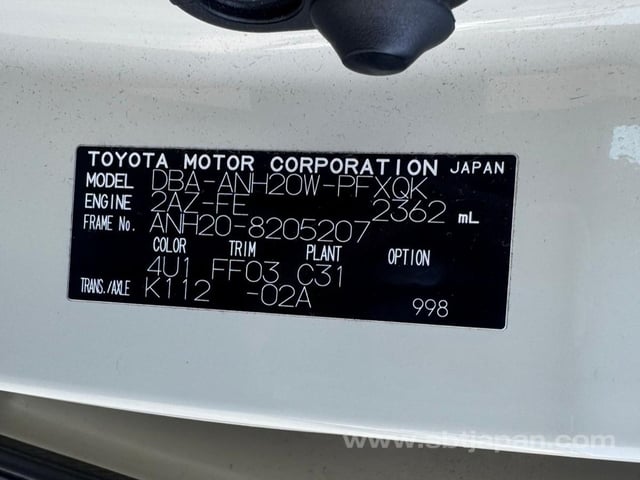 TOYOTA MOTOR CORPORATION JAPAN
MODEL DBA-ANH20W-PFXQK
ENGINE 2AZ-FE 2362 mL
FRAME No. ANH20-8205207
COLOR TRIM PLANT OPTION
4U1 FF03 C31
TRANS./AXLE K112 -02A 998
www.sbtjapan.com